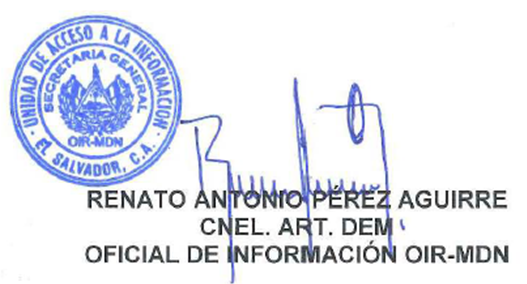 UNIDAD DE ACCESO A LA INFORMACION
SECRETARIA GENERAL
OIR-MDN
EL SALVADOR, C.A.
RENATO ANTONIO PÉREZ AGUIRRE
CNEL. ART. DEM
OFICIAL DE INFORMACIÓN OIR-MDN